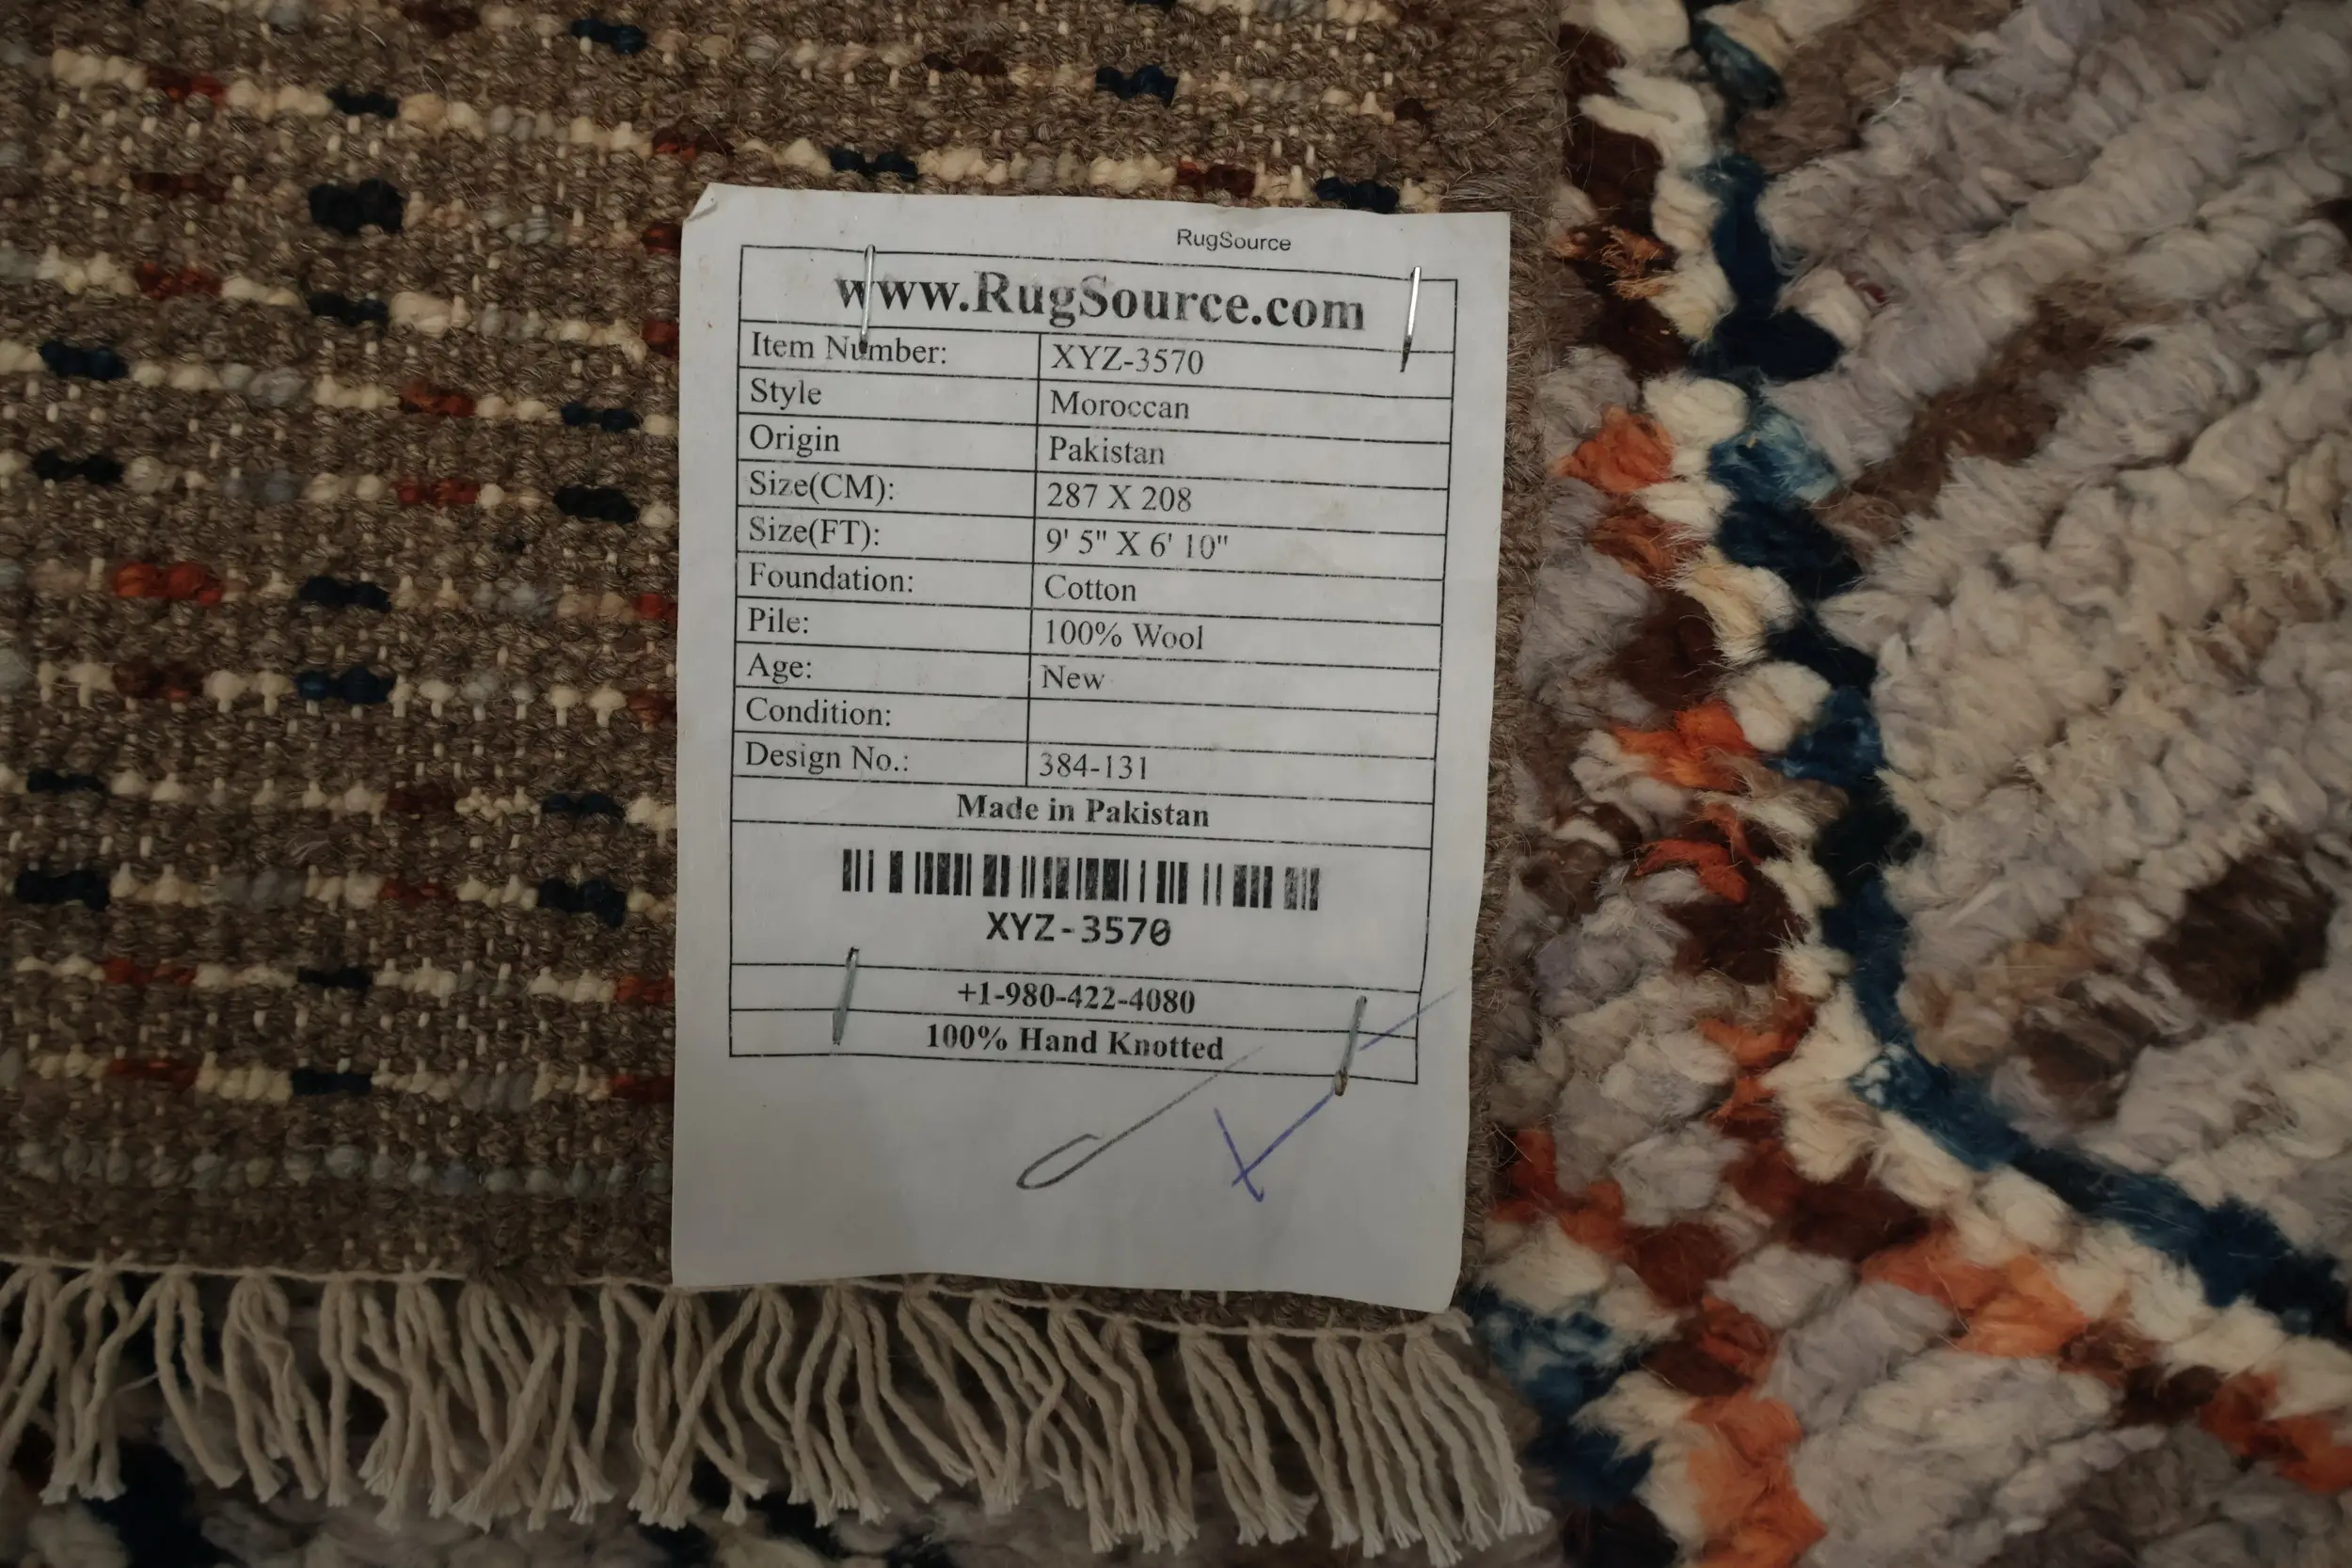 RugSource
www.RugSource.com
Item Number: XYZ-3570
Style Moroccan
Origin Pakistan
Size(CM): 287 X 208
Size(FT): 9' 5" X 6' 10"
Foundation: Cotton
Pile: 100% Wool
Age: New
Condition:
Design No.: 384-131
Made in Pakistan
XYZ-3570
+1-980-422-4080
100% Hand Knotted